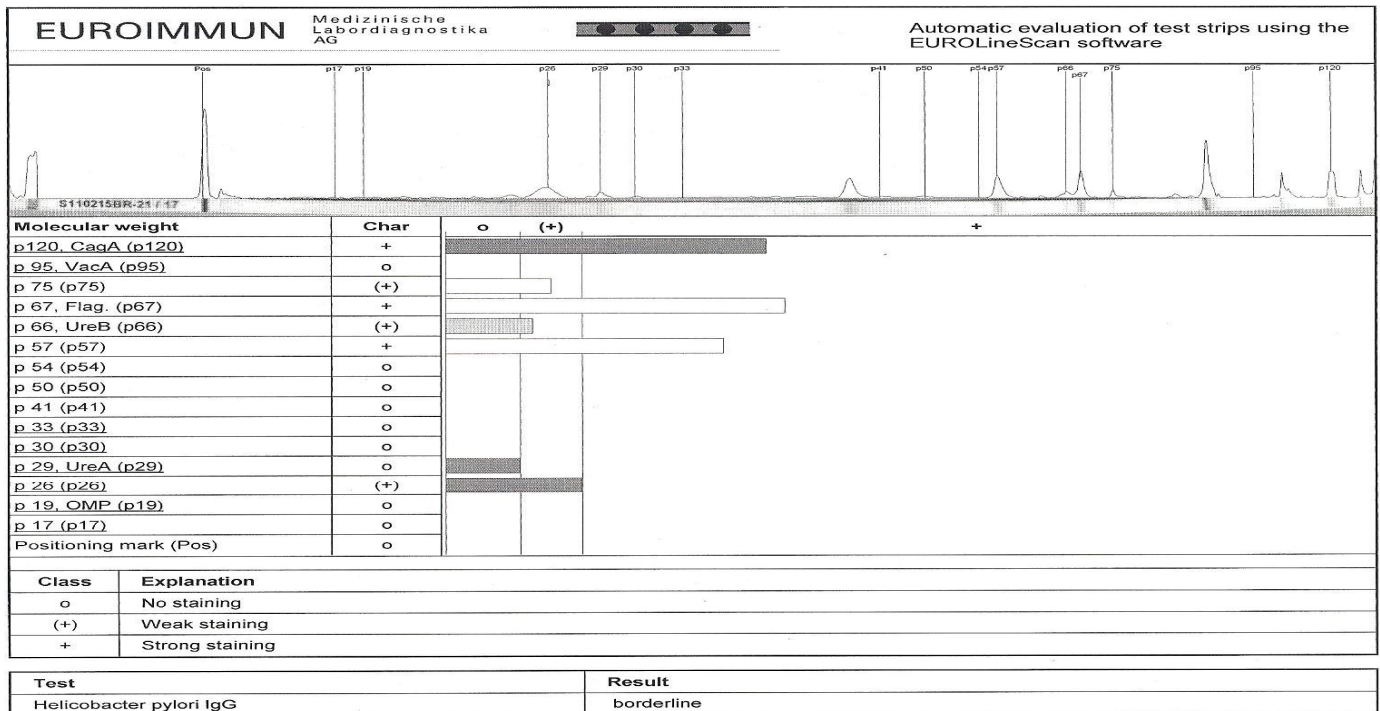 EUROIMMUN
Medizinische
Labordiagnostika
AG
Automatic evaluation of test strips using the
EUROLineScan software
Pos p17 p19 p26 p29 p30 p33 p41 p50 p54 p57 p66 p67 p75 p95 p120
S110215BR-21 / 17
Molecular weight Char o (+) +
p120, CagA (p120) +
p 95, VacA (p95) o
p 75 (p75) (+)
p 67, Flag. (p67) +
p 66, UreB (p66) (+)
p 57 (p57) +
p 54 (p54) o
p 50 (p50) o
p 41 (p41) o
p 33 (p33) o
p 30 (p30) o
p 29, UreA (p29) o
p 26 (p26) (+)
p 19, OMP (p19) o
p 17 (p17) o
Positioning mark (Pos) o
Class Explanation
o No staining
(+) Weak staining
+ Strong staining
Test Result
Helicobacter pylori IgG borderline